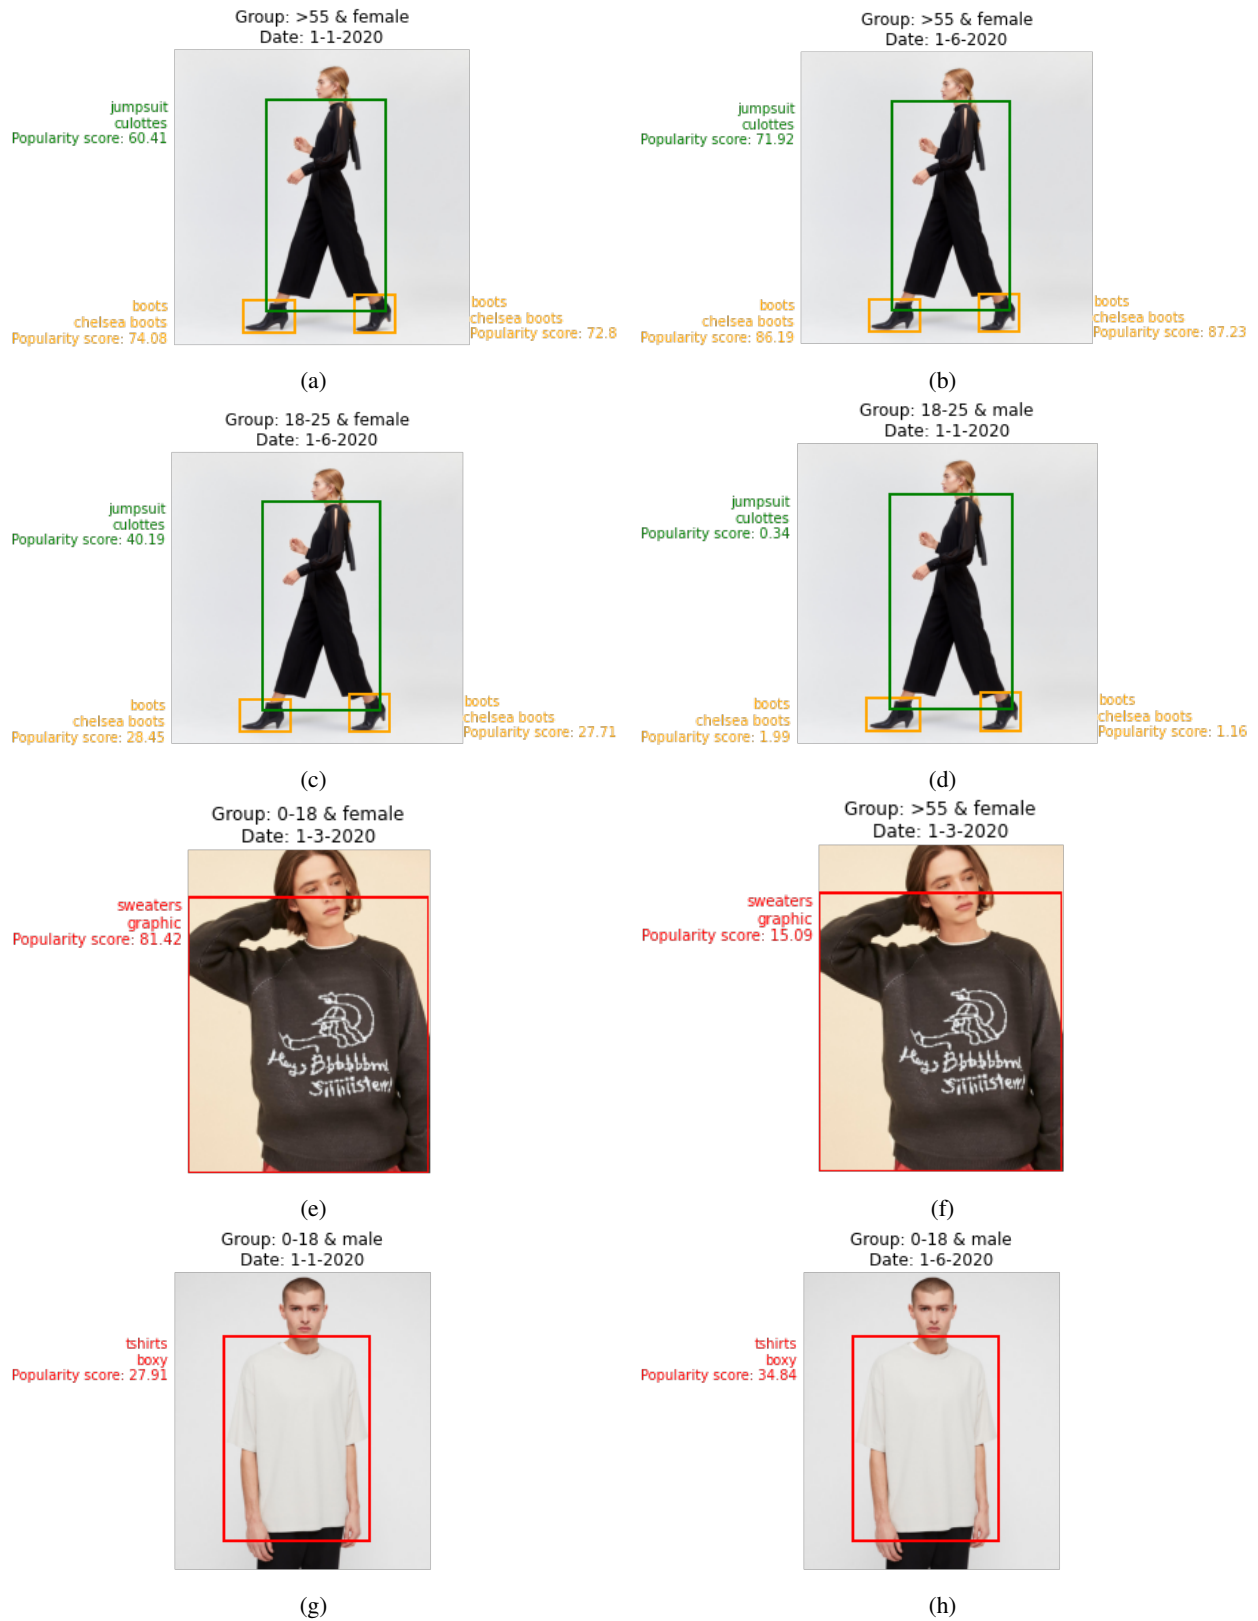 Group: >55 & female
Date: 1-1-2020
jumpsuit
culottes
Popularity score: 60.41
boots
chelsea boots
Popularity score: 74.08
boots
chelsea boots
Popularity score: 72.8
(a)
Group: >55 & female
Date: 1-6-2020
jumpsuit
culottes
Popularity score: 71.92
boots
chelsea boots
Popularity score: 86.19
boots
chelsea boots
Popularity score: 87.23
(b)
Group: 18-25 & female
Date: 1-6-2020
jumpsuit
culottes
Popularity score: 40.19
boots
chelsea boots
Popularity score: 28.45
boots
chelsea boots
Popularity score: 27.71
(c)
Group: 18-25 & male
Date: 1-1-2020
jumpsuit
culottes
Popularity score: 0.34
boots
chelsea boots
Popularity score: 1.99
boots
chelsea boots
Popularity score: 1.16
(d)
Group: 0-18 & female
Date: 1-3-2020
sweaters
graphic
Popularity score: 81.42
(e)
Group: >55 & female
Date: 1-3-2020
sweaters
graphic
Popularity score: 15.09
(f)
Group: 0-18 & male
Date: 1-1-2020
tshirts
boxy
Popularity score: 27.91
(g)
Group: 0-18 & male
Date: 1-6-2020
tshirts
boxy
Popularity score: 34.84
(h)